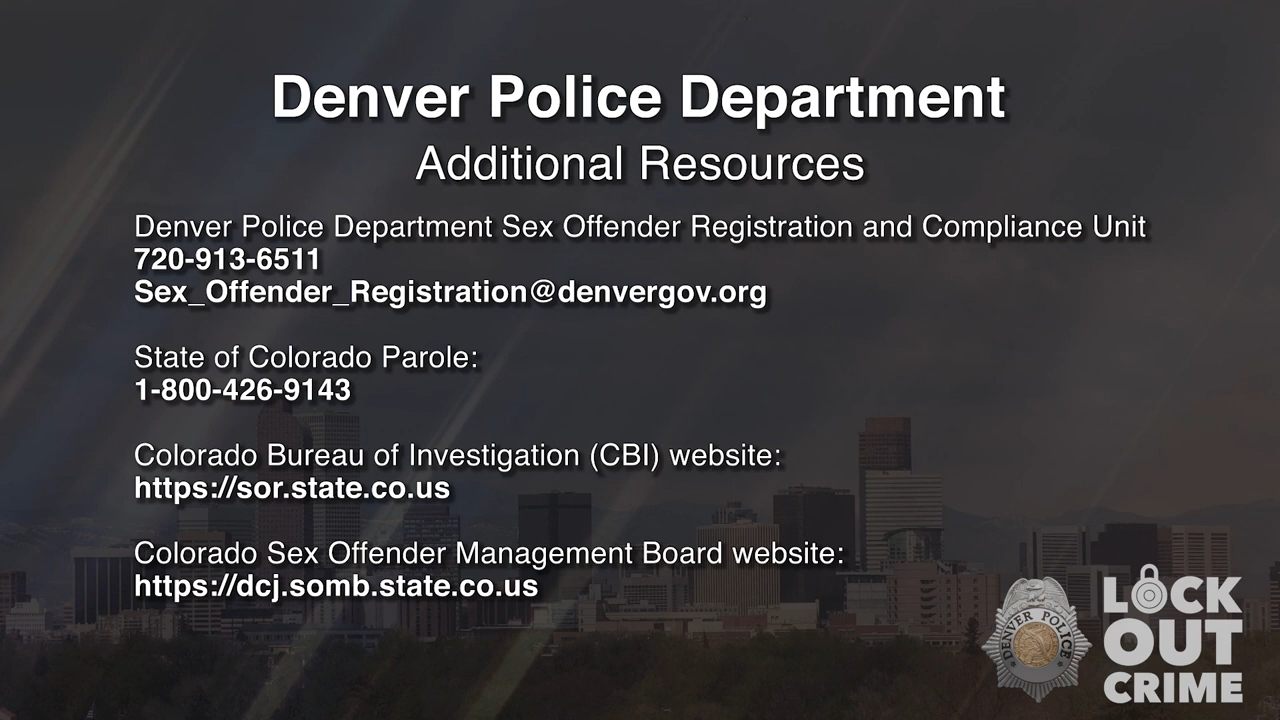 Denver Police Department
Additional Resources
Denver Police Department Sex Offender Registration and Compliance Unit
720-913-6511
Sex_Offender_Registration@denvergov.org
State of Colorado Parole:
1-800-426-9143
Colorado Bureau of Investigation (CBI) website:
https://sor.state.co.us
Colorado Sex Offender Management Board website:
https://dcj.somb.state.co.us
DENVER POLICE
LOCK
OUT
CRIME